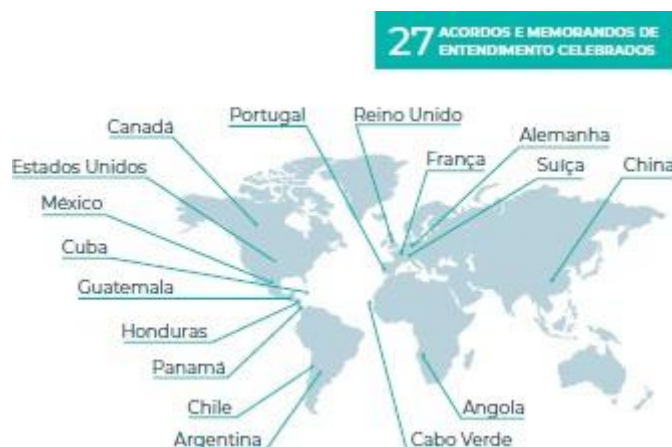 27 ACORDOS E MEMORANDOS DE
ENTENDIMENTO CELEBRADOS
Portugal
Reino Unido
Canadá
Alemanha
Estados Unidos
França
Suíça
China
México
Cuba
Guatemala
Honduras
Panamá
Chile
Angola
Argentina
Cabo Verde